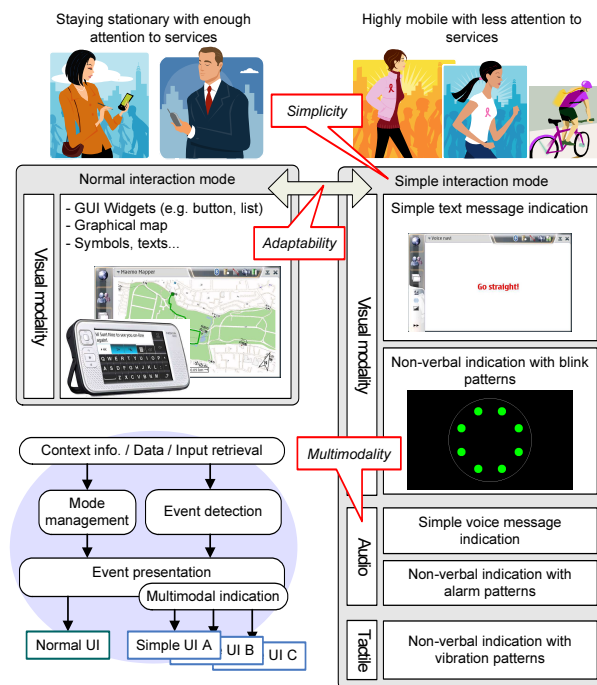 Staying stationary with enough
attention to services
Highly mobile with less attention to
services
Simplicity
Normal interaction mode
Simple interaction mode
Adaptability
Visual modality
- GUI Widgets (e.g. button, list)
- Graphical map
- Symbols, texts...
Visual modality
Simple text message indication
Go straight!
Non-verbal indication with blink
patterns
Multimodality
Audio
Simple voice message
indication
Non-verbal indication with
alarm patterns
Tactile
Non-verbal indication with
vibration patterns
Context info. / Data / Input retrieval
Mode
management
Event detection
Event presentation
Multimodal indication
Normal UI
Simple UI A
UI B
UI C